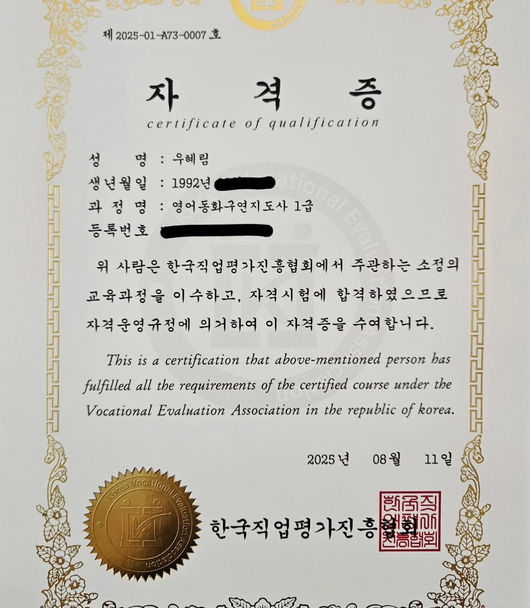 제 2025-01-A73-0007 호
자 격 증
certificate of qualification
성 명 : 우혜림
생년월일 : 1992년
과 정 명 : 영어동화구연지도사 1급
등록번호 :
위 사람은 한국직업평가진흥협회에서 주관하는 소정의
교육과정을 이수하고, 자격시험에 합격하였으므로
자격운영규정에 의거하여 이 자격증을 수여합니다.
This is a certification that above-mentioned person has
fulfilled all the requirements of the certified course under the
Vocational Evaluation Association in the republic of korea.
2025년 08월 11일
한국직업평가진흥협회